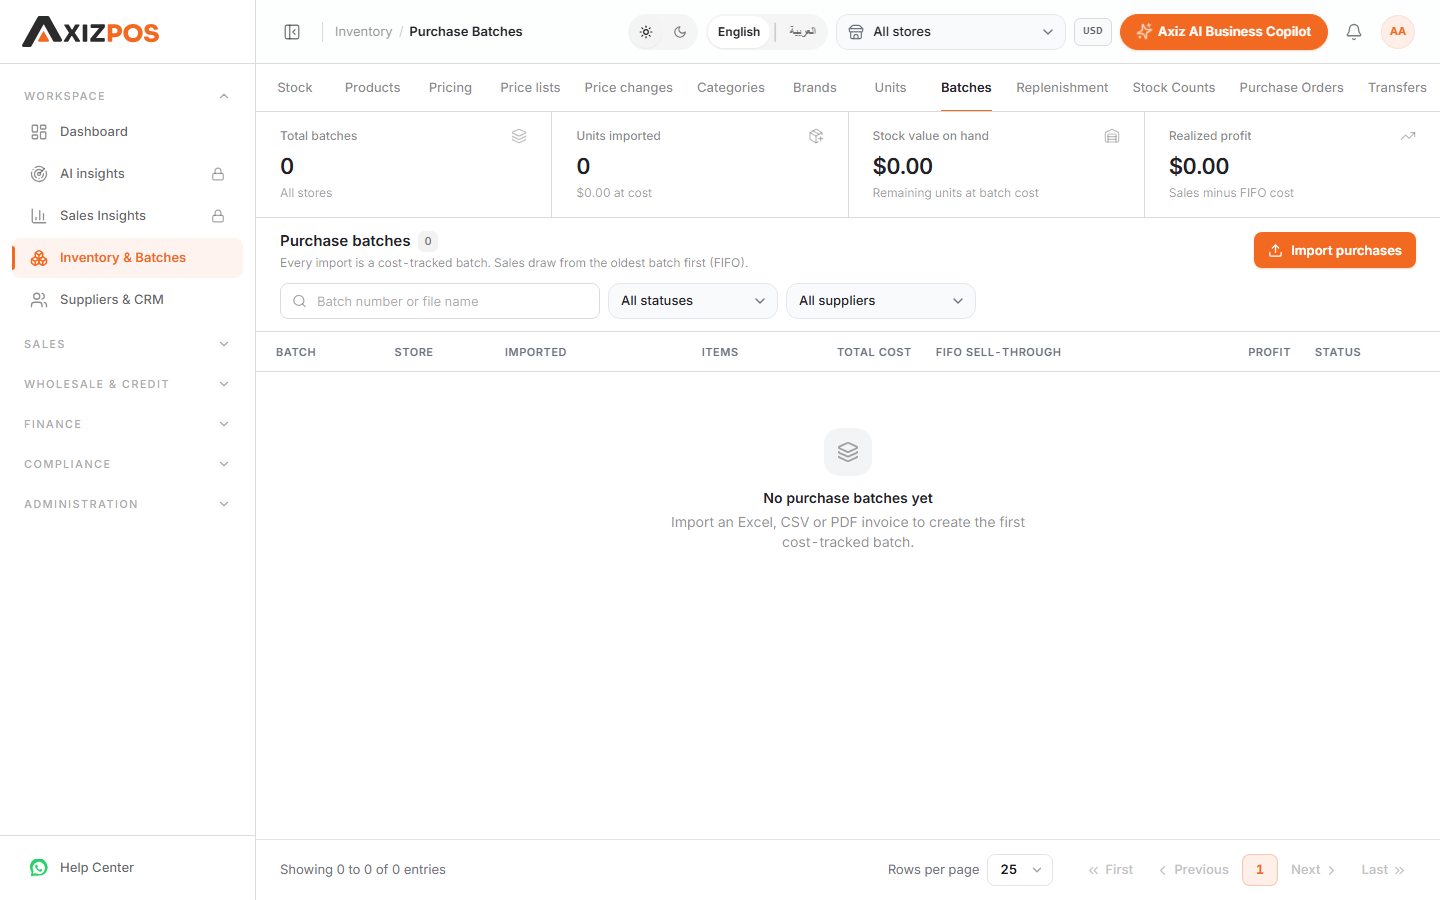 AXIZPOS
Inventory / Purchase Batches
English
العربية
All stores
USD
Axiz AI Business Copilot
AA
WORKSPACE
Dashboard
AI insights
Sales Insights
Inventory & Batches
Suppliers & CRM
SALES
WHOLESALE & CREDIT
FINANCE
COMPLIANCE
ADMINISTRATION
Help Center
Stock Products Pricing Price lists Price changes Categories Brands Units Batches Replenishment Stock Counts Purchase Orders Transfers
Total batches
0
All stores
Units imported
0
$0.00 at cost
Stock value on hand
$0.00
Remaining units at batch cost
Realized profit
$0.00
Sales minus FIFO cost
Purchase batches 0
Every import is a cost-tracked batch. Sales draw from the oldest batch first (FIFO).
Import purchases
Batch number or file name
All statuses
All suppliers
BATCH STORE IMPORTED ITEMS TOTAL COST FIFO SELL-THROUGH PROFIT STATUS
No purchase batches yet
Import an Excel, CSV or PDF invoice to create the first
cost-tracked batch.
Showing 0 to 0 of 0 entries
Rows per page 25
« First ‹ Previous 1 Next › Last »